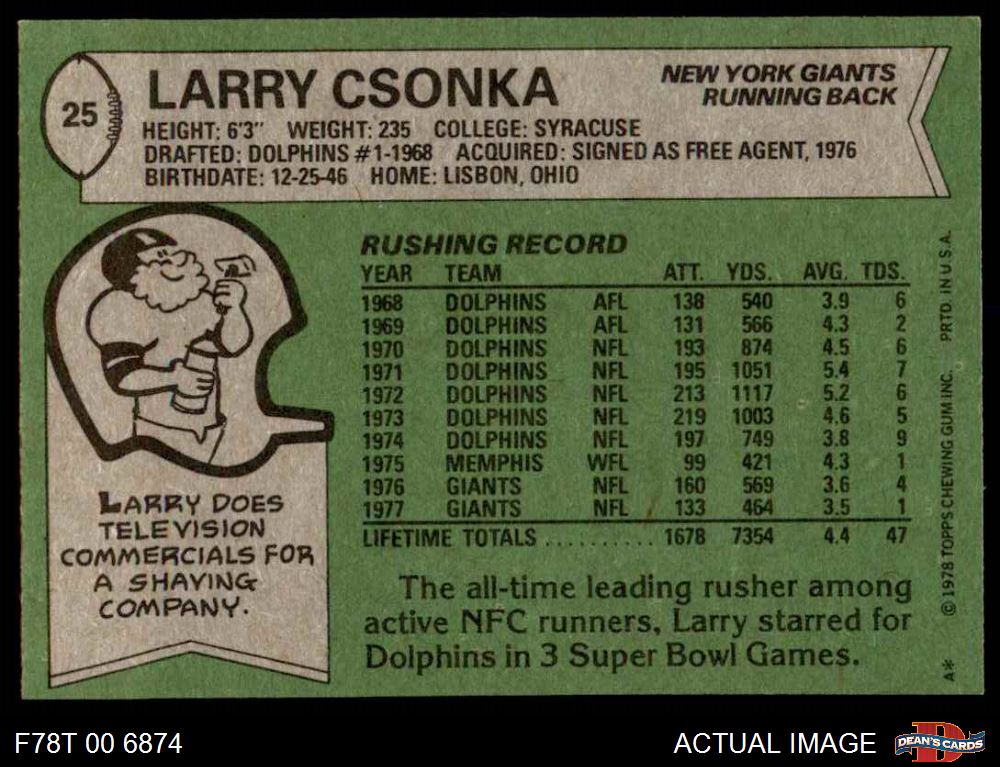 25
LARRY CSONKA
NEW YORK GIANTS
RUNNING BACK
HEIGHT: 6'3" WEIGHT: 235 COLLEGE: SYRACUSE
DRAFTED: DOLPHINS #1-1968 ACQUIRED: SIGNED AS FREE AGENT, 1976
BIRTHDATE: 12-25-46 HOME: LISBON, OHIO
RUSHING RECORD
YEAR TEAM ATT. YDS. AVG. TDS.
1968 DOLPHINS AFL 138 540 3.9 6
1969 DOLPHINS AFL 131 566 4.3 2
1970 DOLPHINS NFL 193 874 4.5 6
1971 DOLPHINS NFL 195 1051 5.4 7
1972 DOLPHINS NFL 213 1117 5.2 6
1973 DOLPHINS NFL 219 1003 4.6 5
1974 DOLPHINS NFL 197 749 3.8 9
1975 MEMPHIS WFL 99 421 4.3 1
1976 GIANTS NFL 160 569 3.6 4
1977 GIANTS NFL 133 464 3.5 1
LIFETIME TOTALS .......... 1678 7354 4.4 47
LARRY DOES
TELEVISION
COMMERCIALS FOR
A SHAVING
COMPANY.
The all-time leading rusher among
active NFC runners, Larry starred for
Dolphins in 3 Super Bowl Games.
A* © 1978 TOPPS CHEWING GUM INC. PRTD. IN U.S.A.
F78T 00 6874
ACTUAL IMAGE
D
DEAN'S CARDS